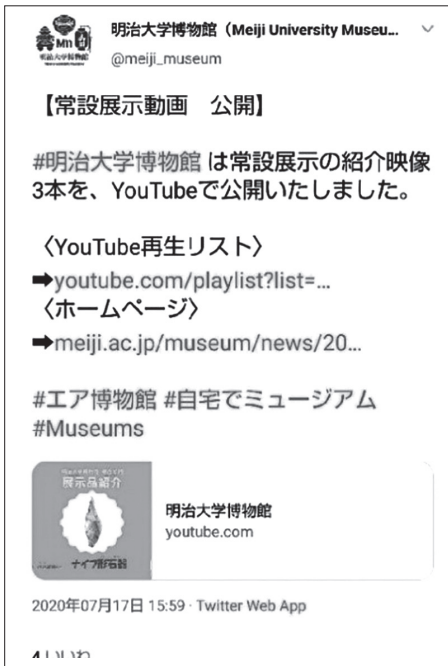 明治大学博物館（Meiji University Museu...
@meiji_museum
【常設展示動画　公開】
#明治大学博物館 は常設展示の紹介映像
3本を、YouTubeで公開いたしました。
〈YouTube再生リスト〉
➡youtube.com/playlist?list=...
〈ホームページ〉
➡meiji.ac.jp/museum/news/20...
#エア博物館 #自宅でミュージアム
#Museums
展示品紹介
ナイフ形石器
明治大学博物館
youtube.com
2020年07月17日 15:59 · Twitter Web App
4 いいね